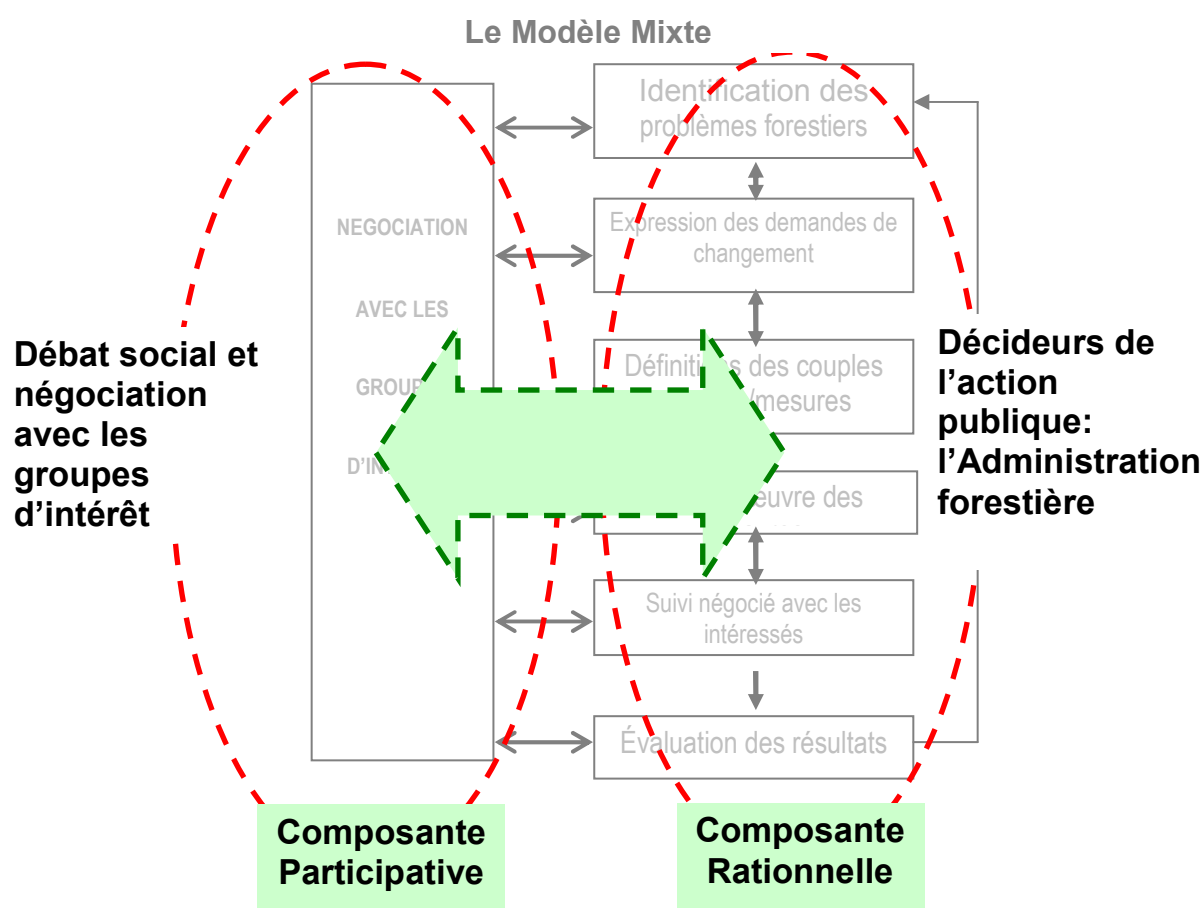 Le Modèle Mixte
Identification des
problèmes forestiers
NEGOCIATION
Expression des demandes de
changement
AVEC LES
Débat social et
négociation
avec les
groupes
d’intérêt
Définitions des couples
/mesures
Décideurs de
l’action
publique:
l’Administration
forestière
des
Suivi négocié avec les
intéressés
Évaluation des résultats
Composante
Participative
Composante
Rationnelle